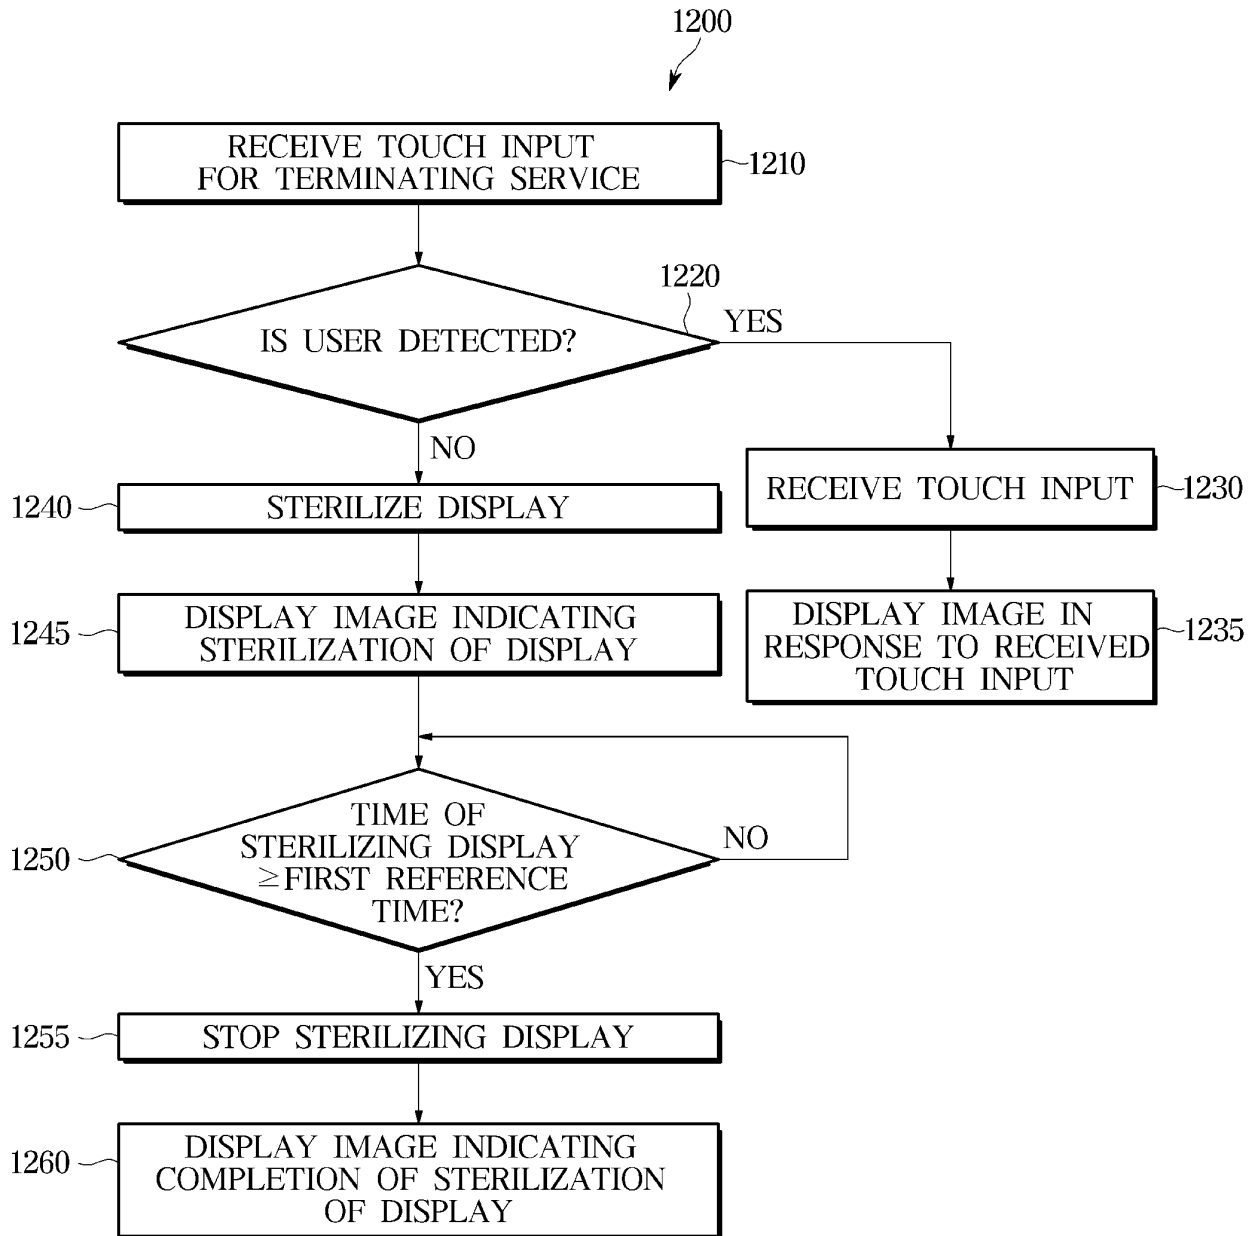 1200
RECEIVE TOUCH INPUT
FOR TERMINATING SERVICE
1210
IS USER DETECTED?
1220
YES
NO
RECEIVE TOUCH INPUT
1230
1240
STERILIZE DISPLAY
1245
DISPLAY IMAGE INDICATING
STERILIZATION OF DISPLAY
DISPLAY IMAGE IN
RESPONSE TO RECEIVED
TOUCH INPUT
1235
1250
TIME OF
STERILIZING DISPLAY
≧FIRST REFERENCE
TIME?
NO
YES
1255
STOP STERILIZING DISPLAY
1260
DISPLAY IMAGE INDICATING
COMPLETION OF STERILIZATION
OF DISPLAY